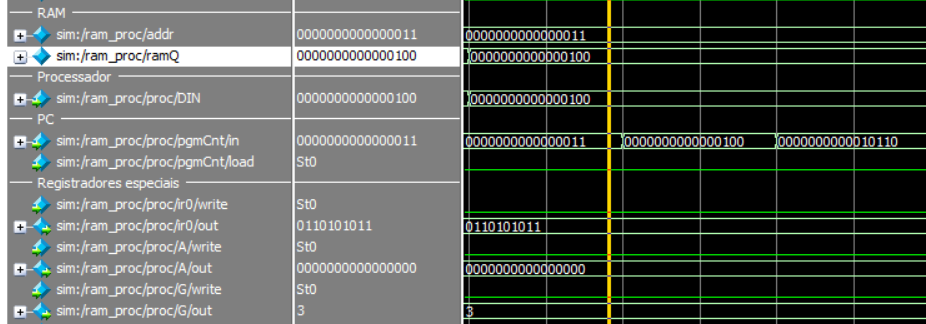 RAM
sim:/ram_proc/addr 0000000000000011 0000000000000011
sim:/ram_proc/ramQ 0000000000000100 0000000000000100
Processador
sim:/ram_proc/proc/DIN 0000000000000100 0000000000000100
PC
sim:/ram_proc/proc/pgmCnt/in 0000000000000011 0000000000000011 0000000000000100 0000000000010110
sim:/ram_proc/proc/pgmCnt/load St0
Registradores especiais
sim:/ram_proc/proc/ir0/write St0
sim:/ram_proc/proc/ir0/out 0110101011 0110101011
sim:/ram_proc/proc/A/write St0
sim:/ram_proc/proc/A/out 0000000000000000 0000000000000000
sim:/ram_proc/proc/G/write St0
sim:/ram_proc/proc/G/out 3 3